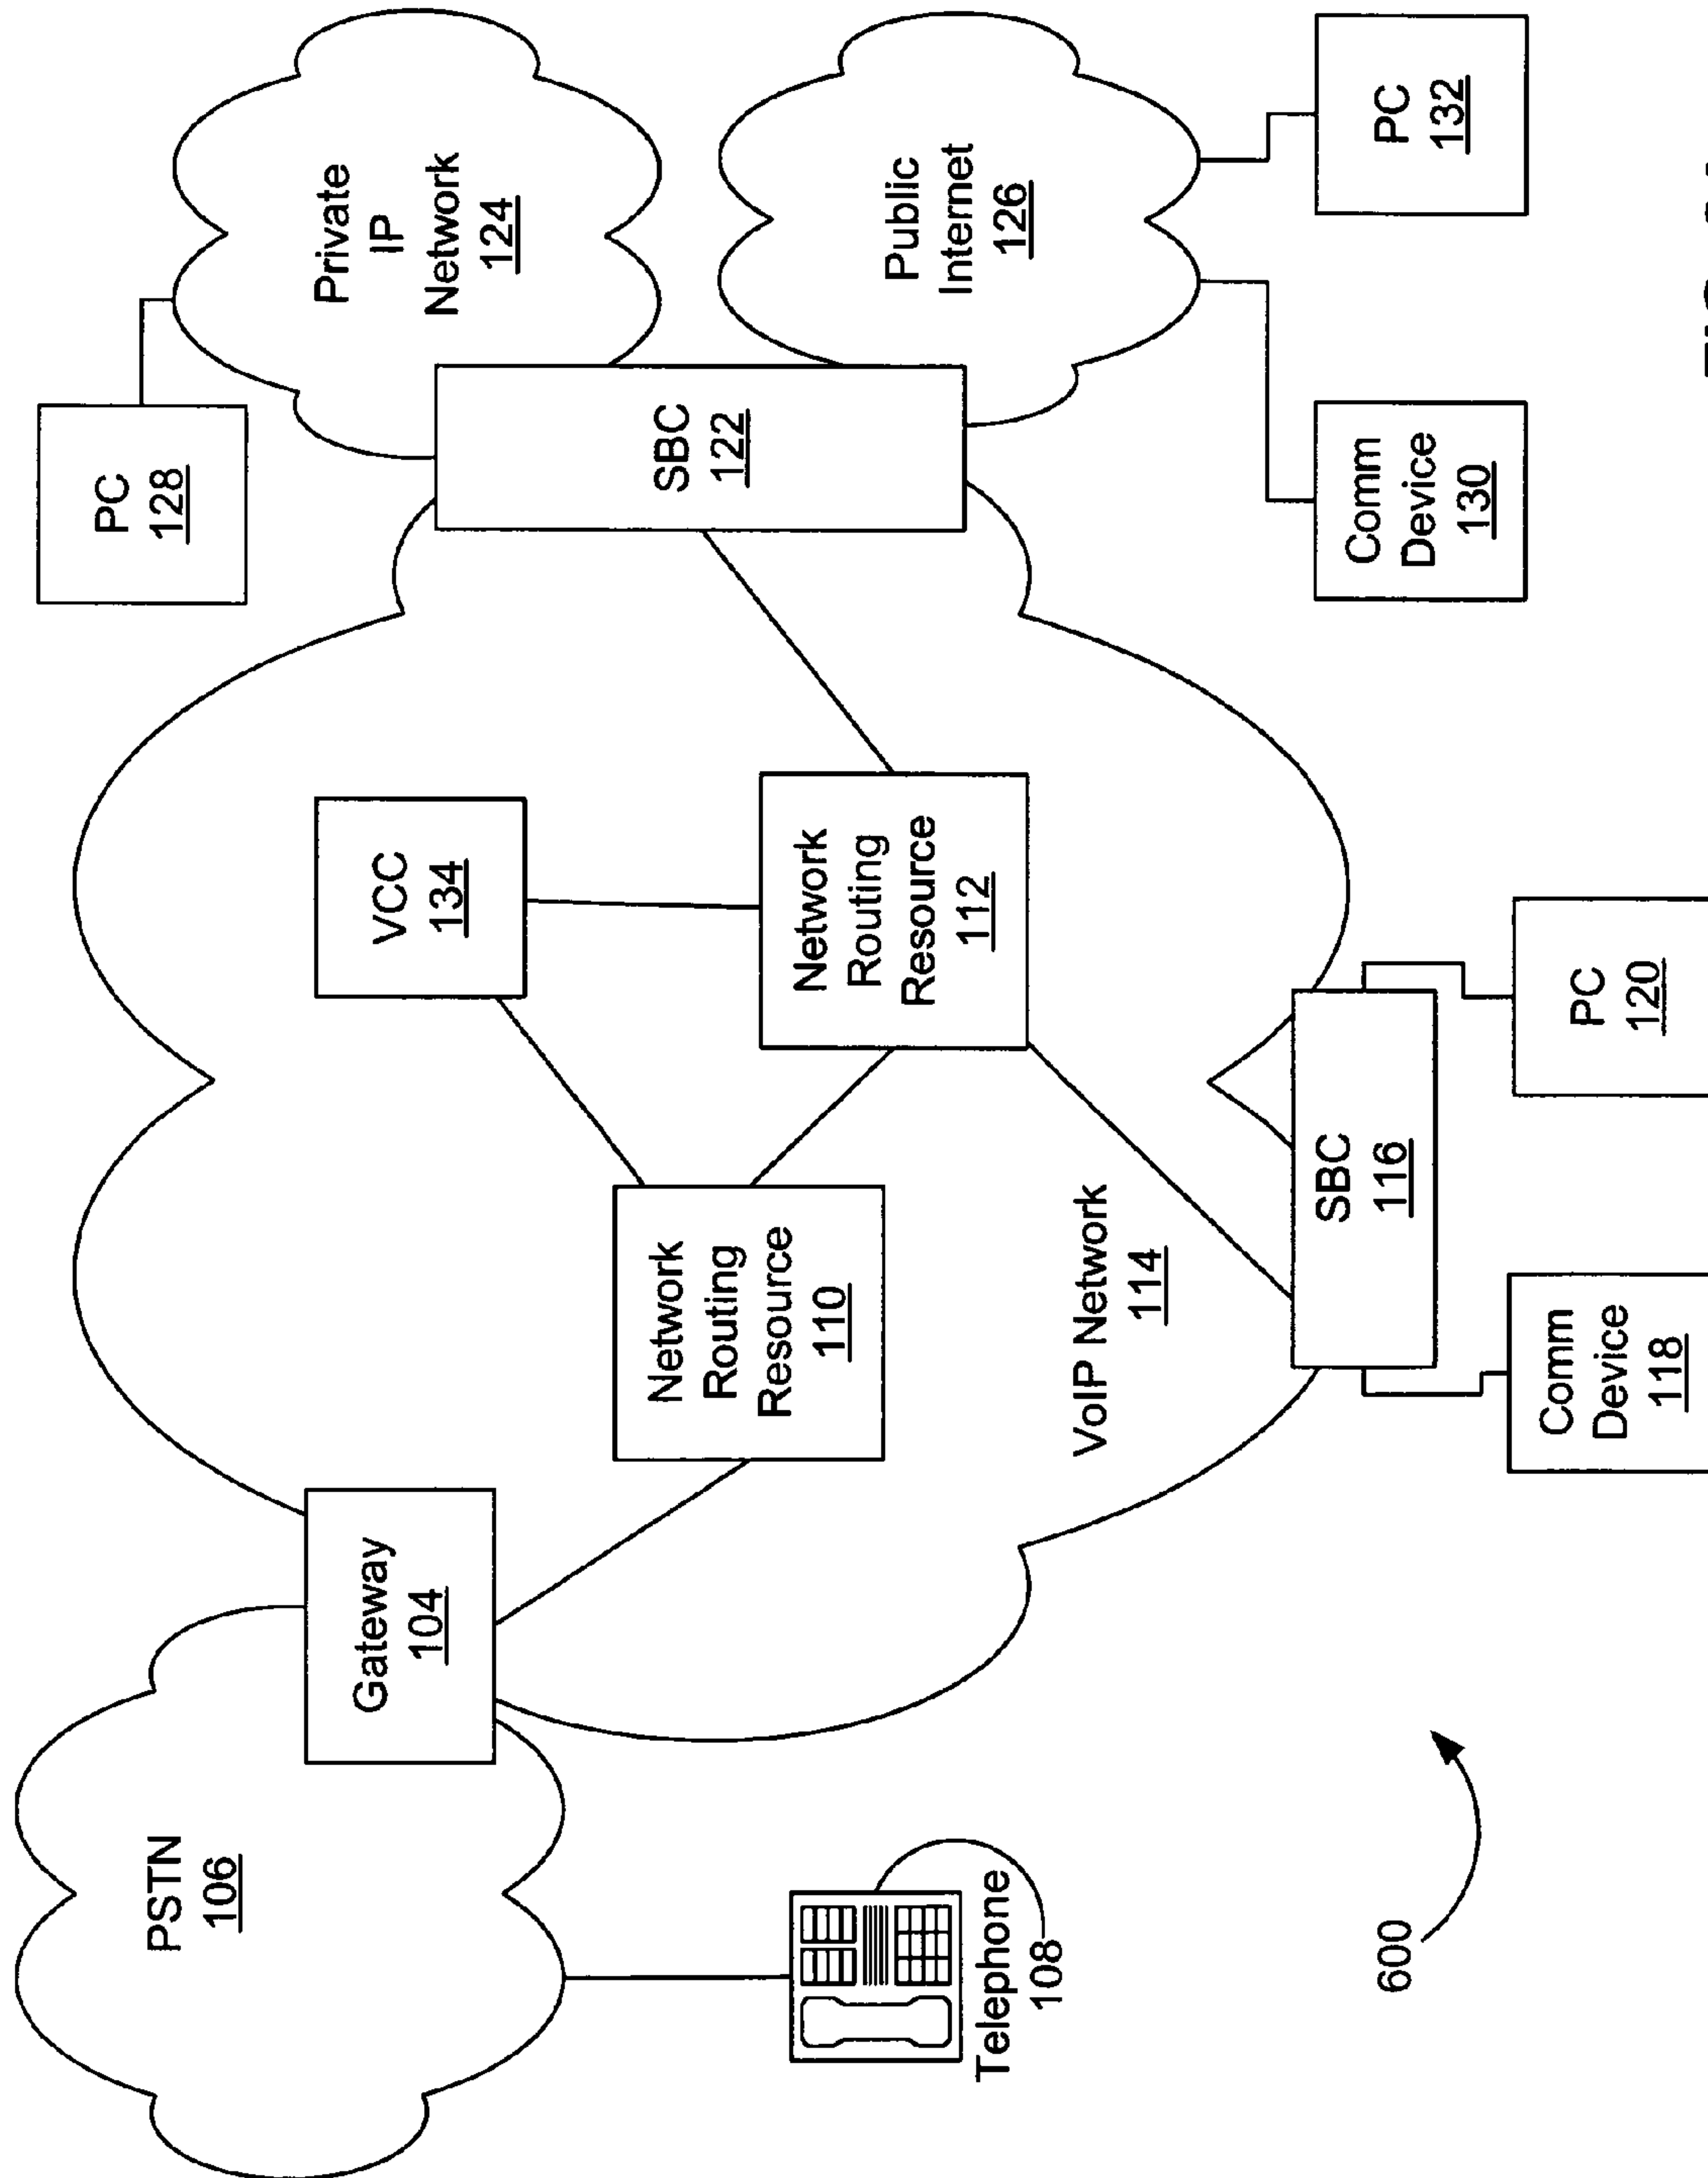 PSTN
106
Gateway
104
Telephone
108
600
Network
Routing
Resource
110
VoIP Network
114
VCC
134
Network
Routing
Resource
112
SBC
116
Comm
Device
118
PC
120
SBC
122
PC
128
Private
IP
Network
124
Public
Internet
126
Comm
Device
130
PC
132